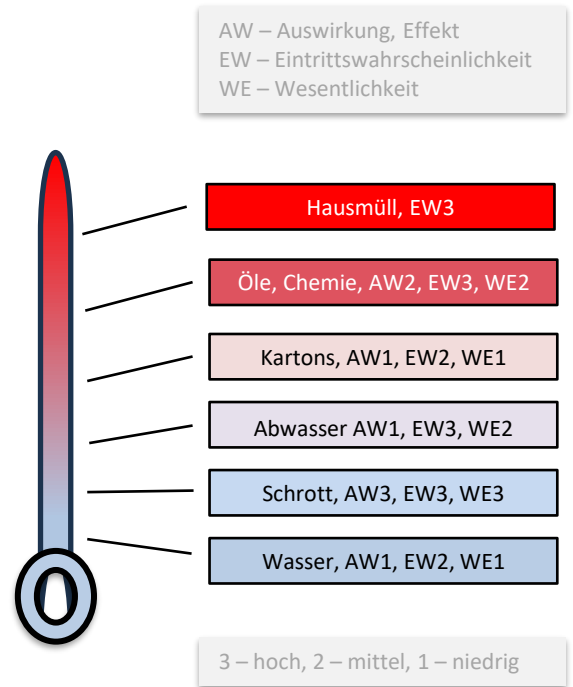 AW – Auswirkung, Effekt
EW – Eintrittswahrscheinlichkeit
WE – Wesentlichkeit
Hausmüll, EW3
Öle, Chemie, AW2, EW3, WE2
Kartons, AW1, EW2, WE1
Abwasser AW1, EW3, WE2
Schrott, AW3, EW3, WE3
Wasser, AW1, EW2, WE1
3 – hoch, 2 – mittel, 1 – niedrig